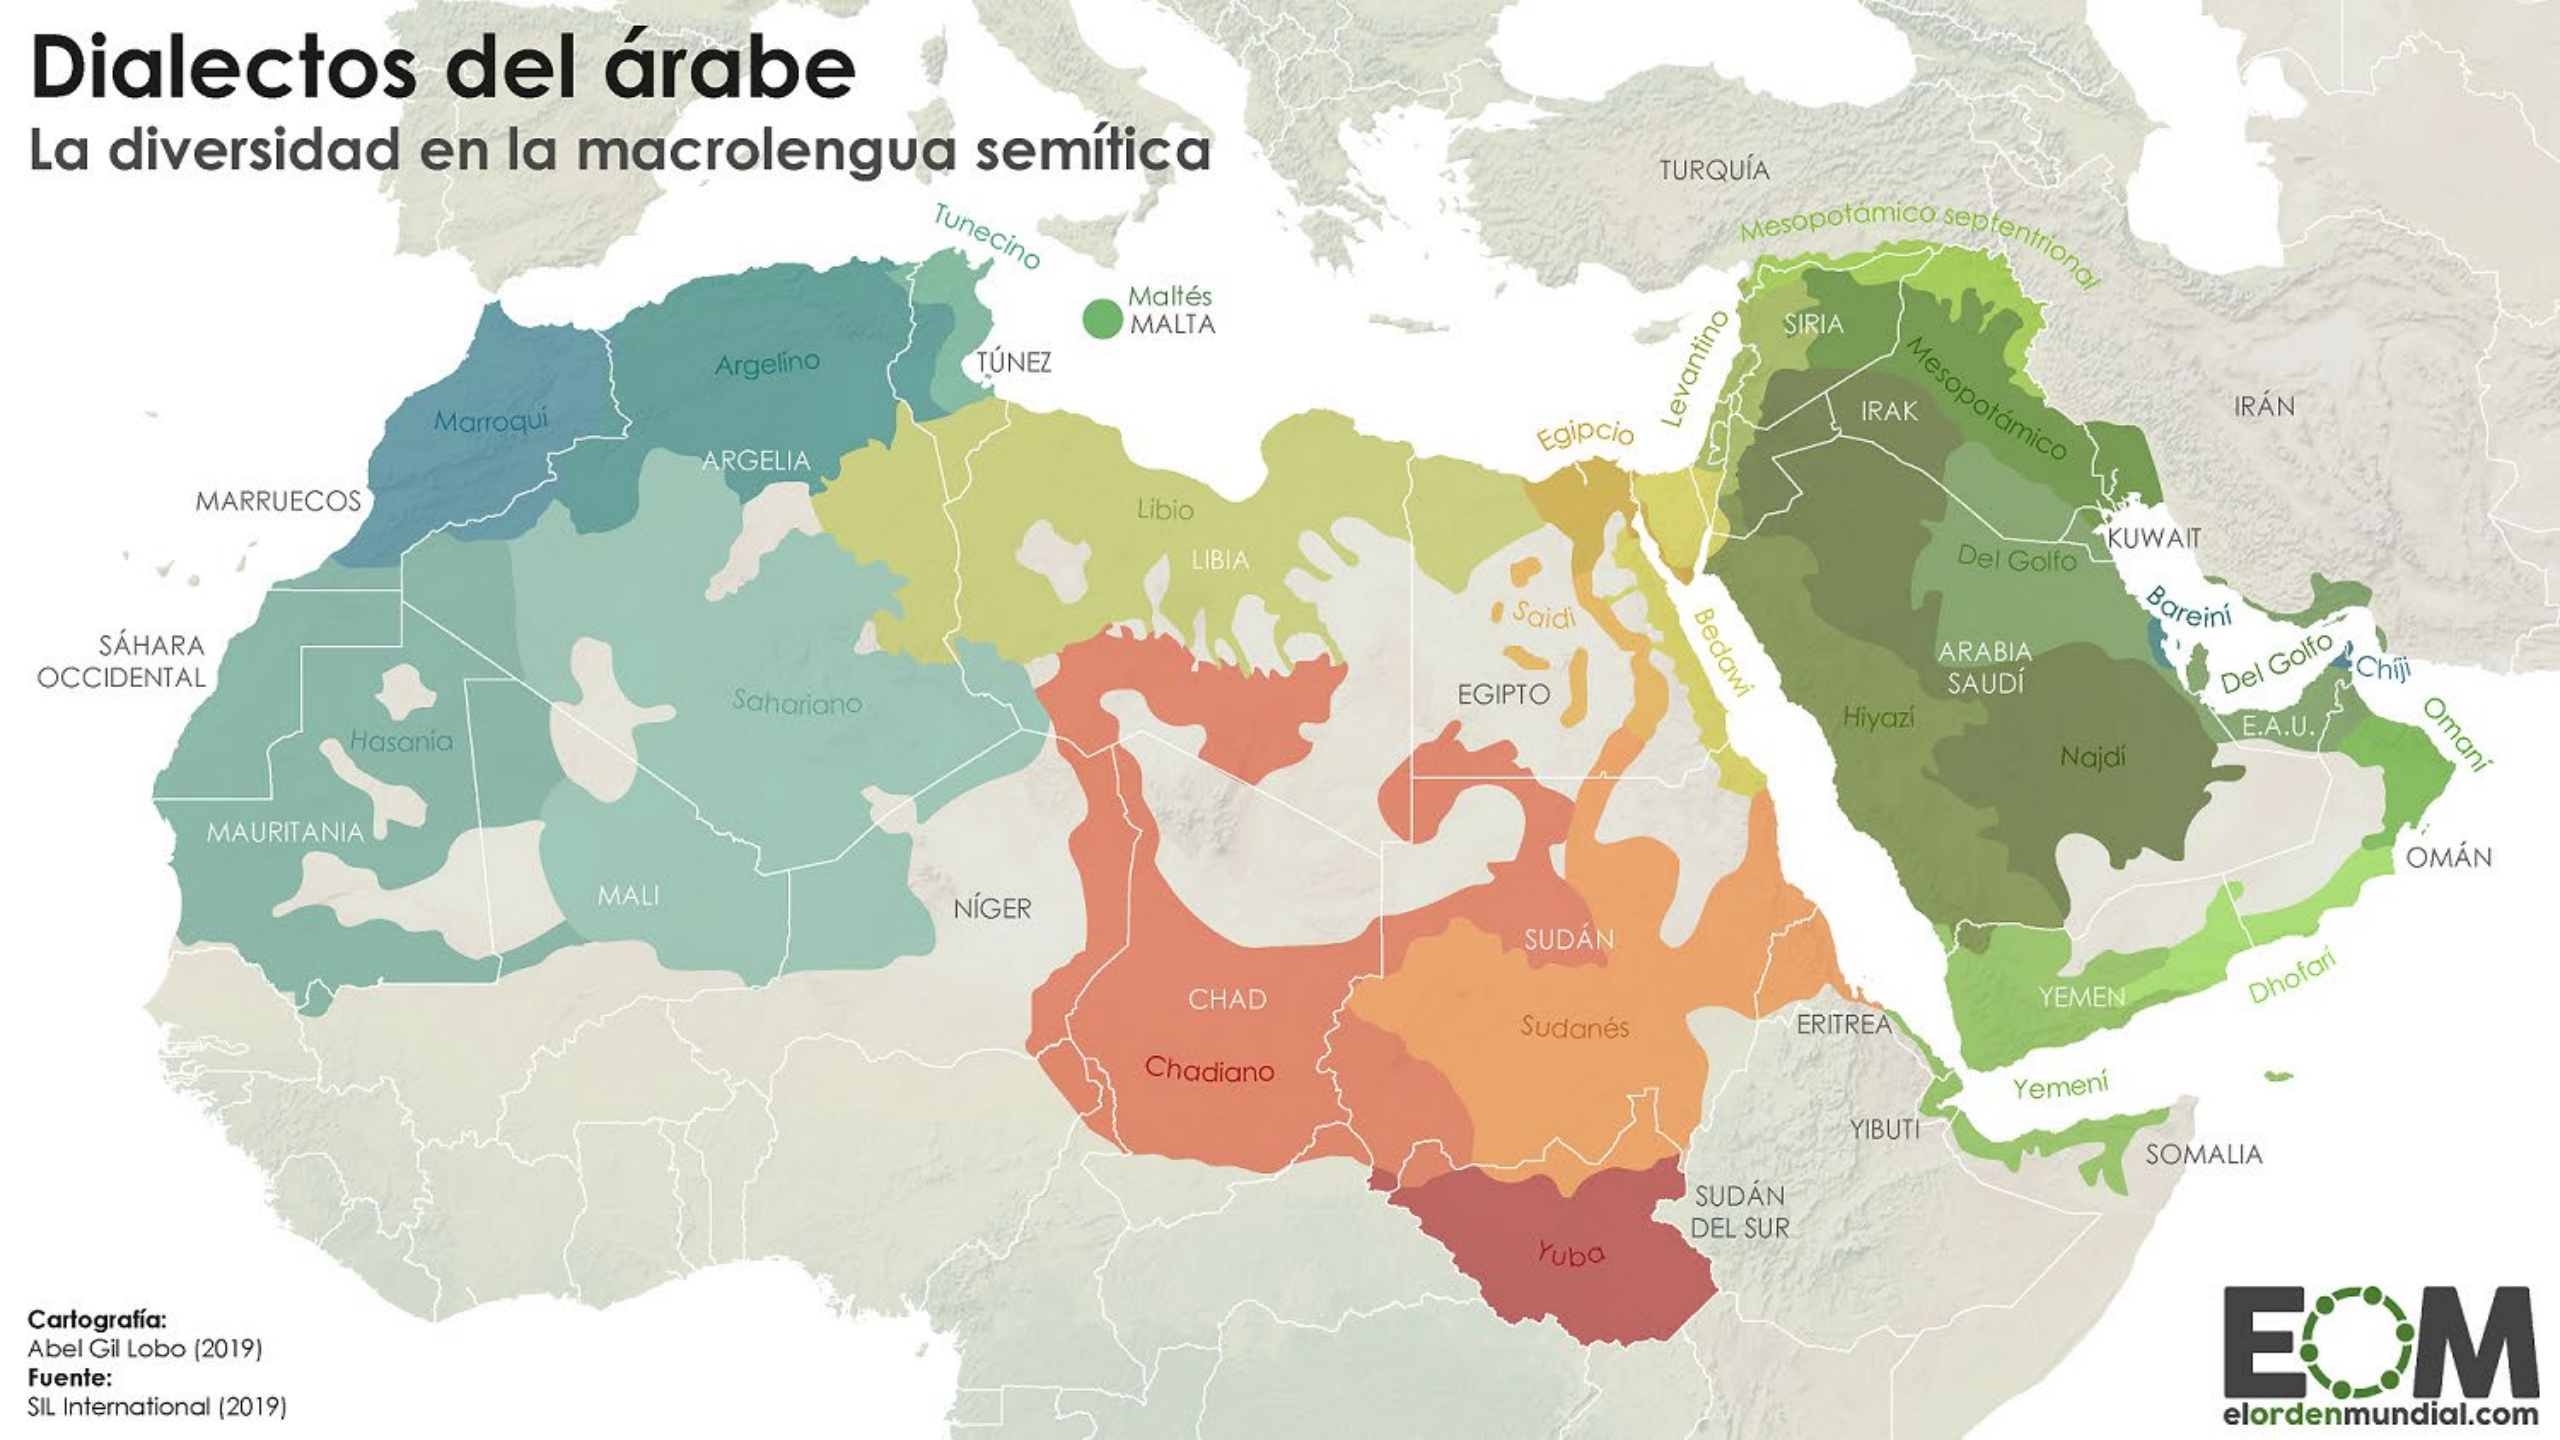 Dialectos del árabe
La diversidad en la macrolengua semítica
TURQUÍA
Mesopotámico septentrional
Tunecino
Maltés
MALTA
Levantino
SIRIA
TÚNEZ
Argelino
Mesopotámico
IRAK
IRÁN
Marroquí
Egipcio
ARGELIA
MARRUECOS
Libio
LIBIA
KUWAIT
Del Golfo
Bareiní
Saidi
Bedawi
SÁHARA
OCCIDENTAL
ARABIA
SAUDÍ
Del Golfo
Chíji
EGIPTO
Sahariano
Hiyazí
E.A.U.
Omaní
Hasanía
Najdí
MAURITANIA
OMÁN
MALI
NÍGER
SUDÁN
Dhofarí
CHAD
YEMEN
Sudanés
ERITREA
Chadiano
Yemení
YIBUTI
SOMALIA
SUDÁN
DEL SUR
Yuba
Cartografía:
Abel Gil Lobo (2019)
Fuente:
SIL International (2019)
EOM
elordenmundial.com